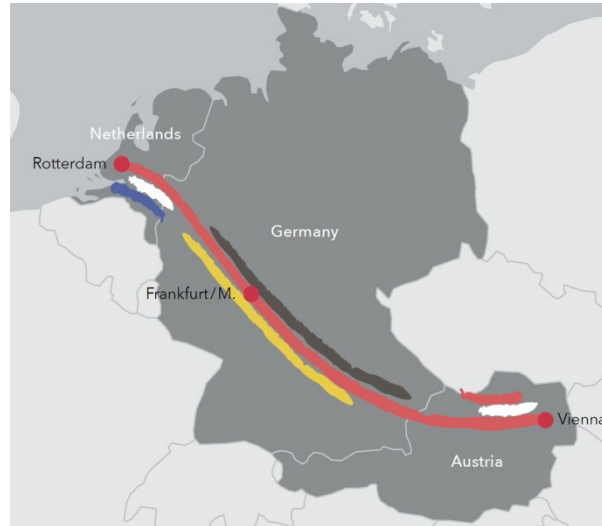 Netherlands
Rotterdam
Germany
Frankfurt/M.
Vienna
Austria